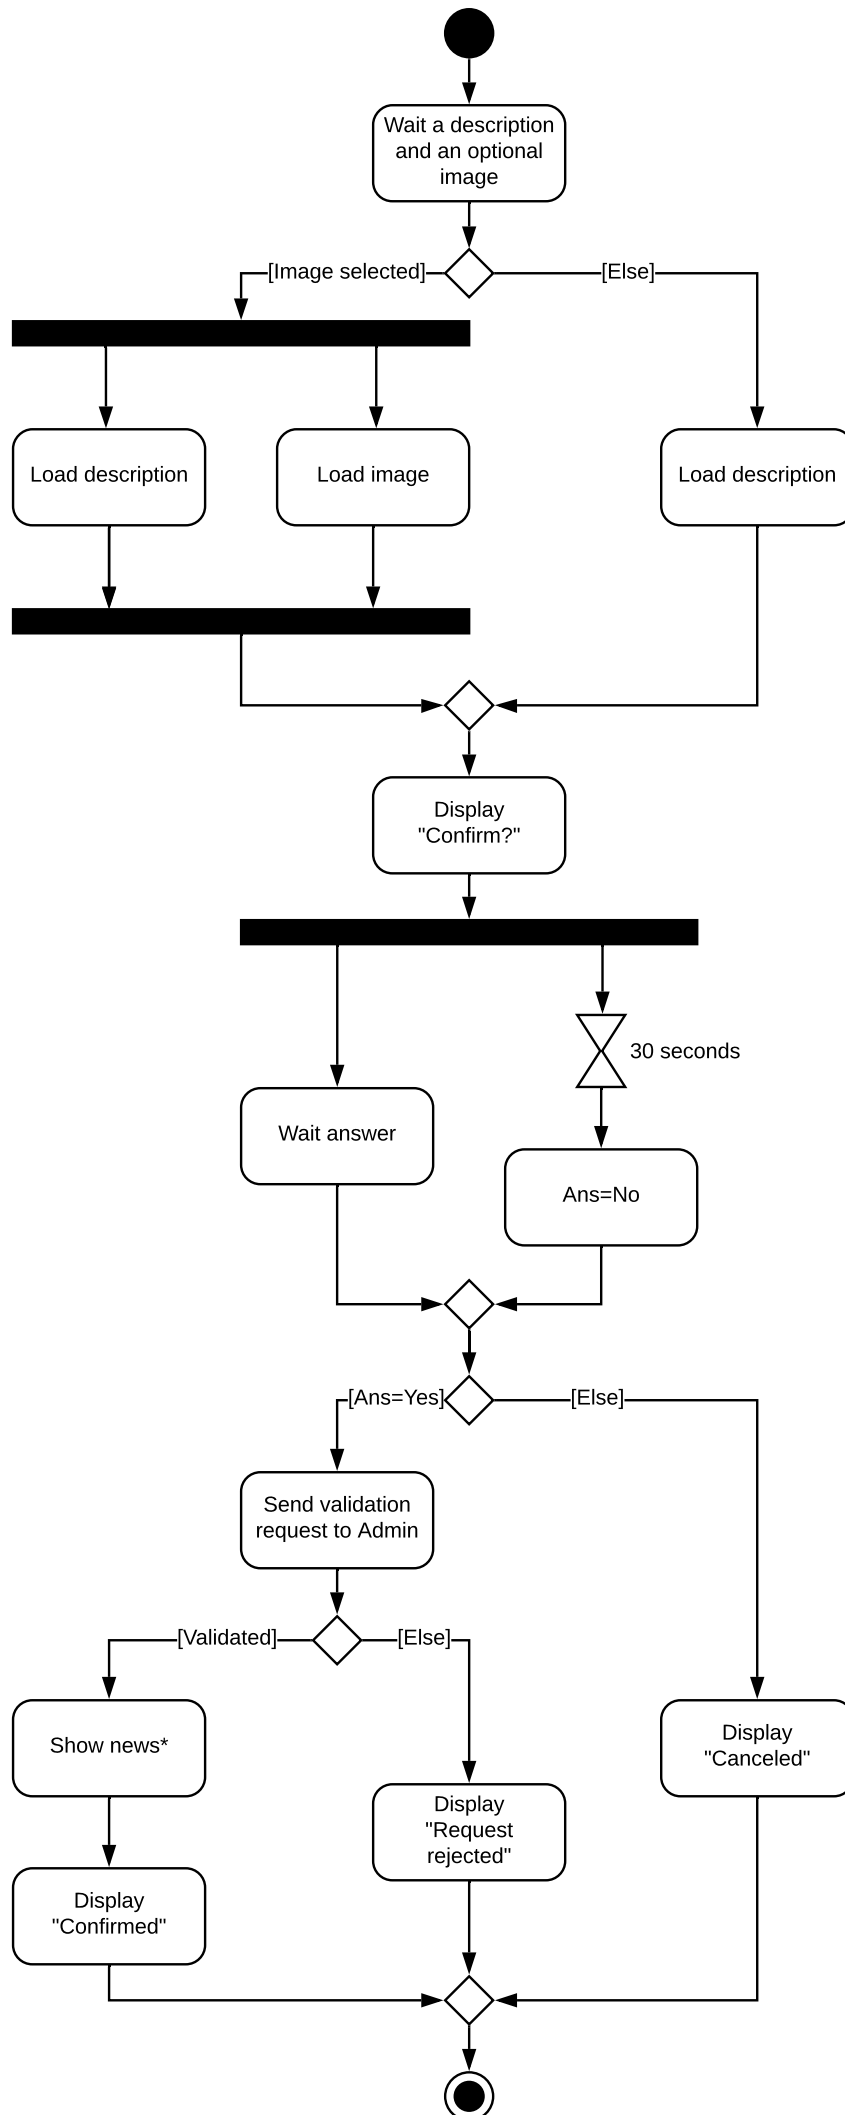 Wait a description
and an optional
image
[Image selected]
[Else]
Load description
Load image
Load description
Display
"Confirm?"
30 seconds
Wait answer
Ans=No
[Ans=Yes]
[Else]
Send validation
request to Admin
[Validated]
[Else]
Show news*
Display
"Canceled"
Display
"Request
rejected"
Display
"Confirmed"